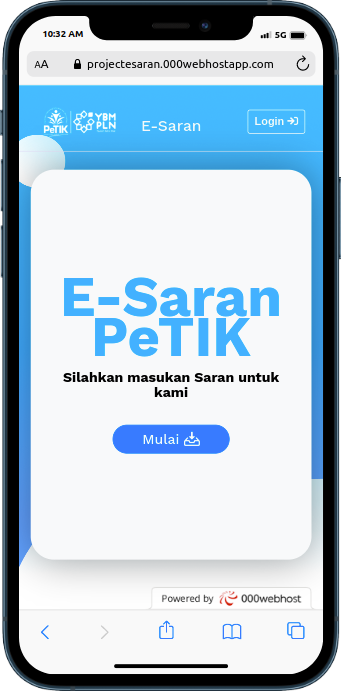 10:32 AM
5G
AA
projectesaran.000webhostapp.com
PeTIK
YBM
PLN
E-Saran
Login
E-Saran
PeTIK
Silahkan masukan Saran untuk
kami
Mulai
Powered by 000webhost